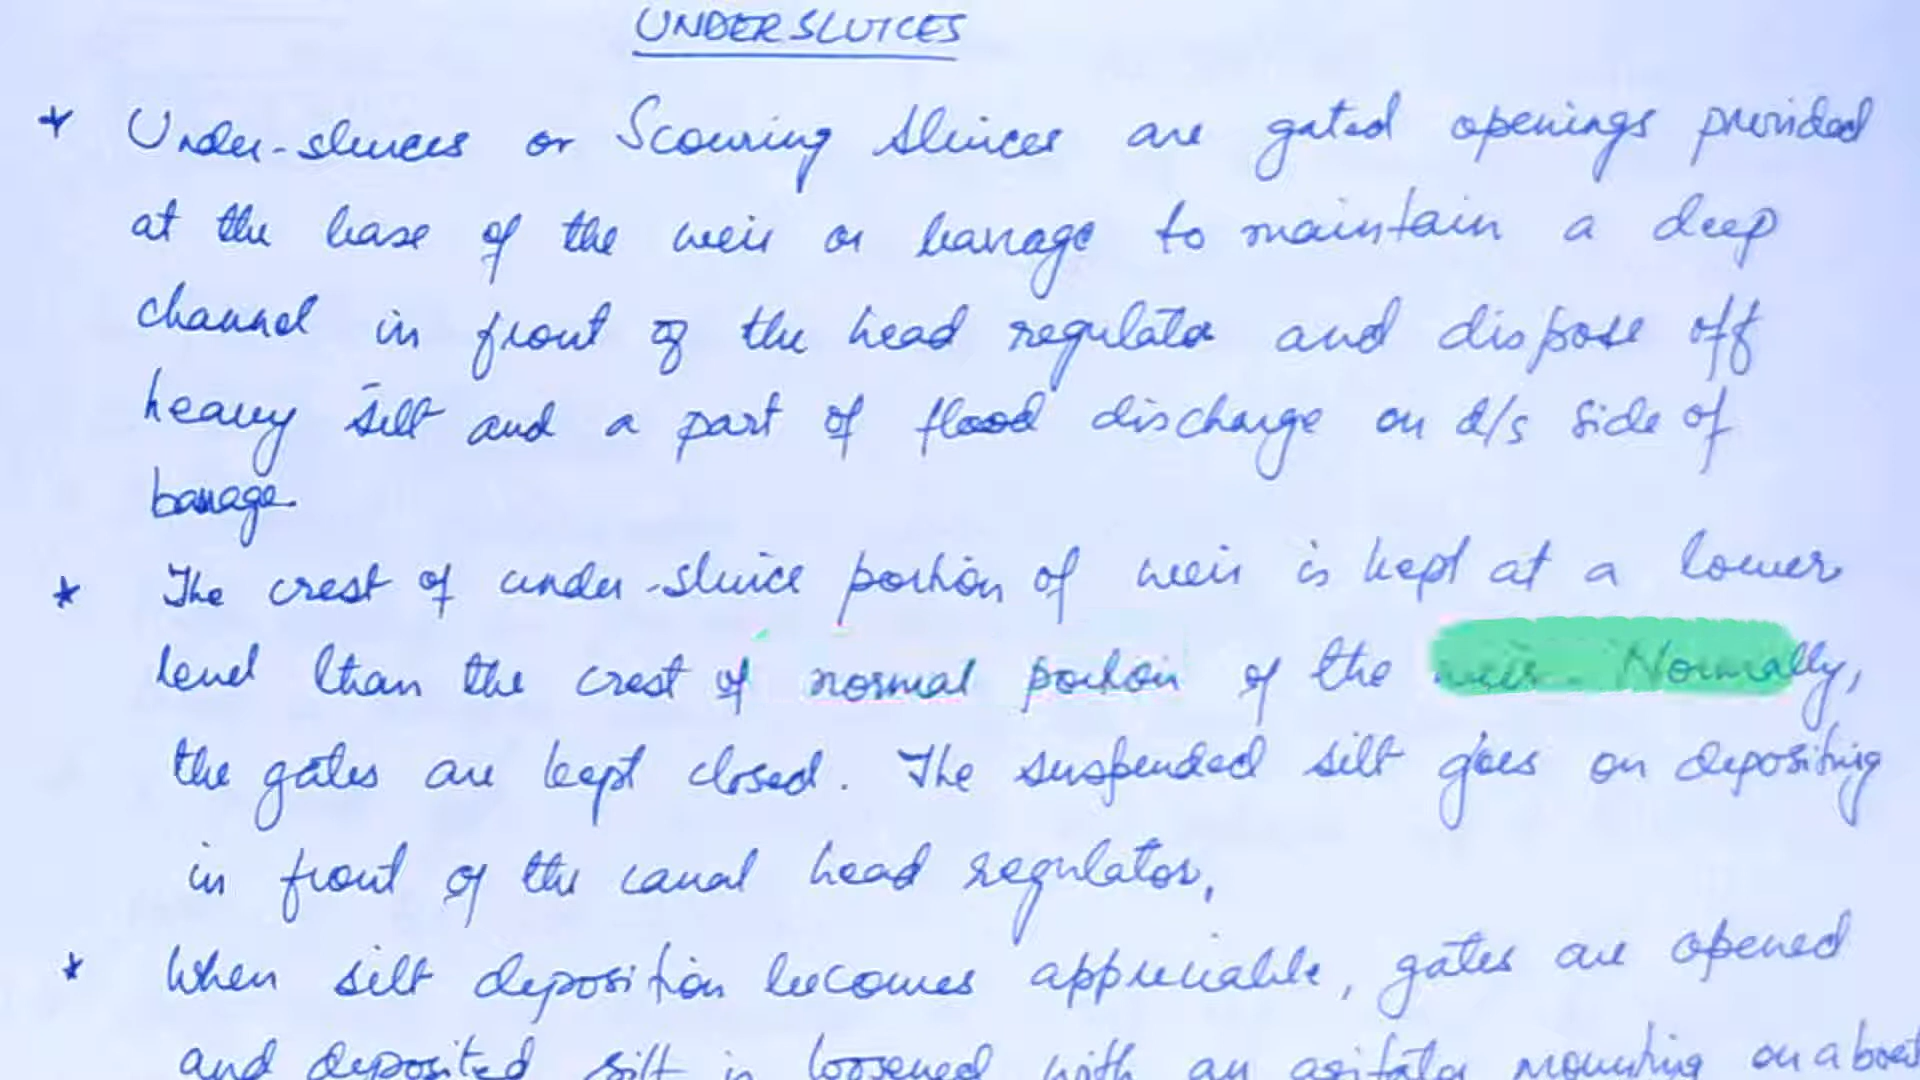 UNDERSLUICES
* Under-sluices or Scouring Sluices are gated openings provided
at the base of the weir or barrage to maintain a deep
channel in front of the head regulator and dispose off
heavy silt and a part of flood discharge on d/s side of
barrage
* The crest of under-sluice portion of weir is kept at a lower
level than the crest of normal portion of the weir. Normally,
the gates are kept closed. The suspended silt goes on depositing
in front of the canal head regulator.
* When silt deposition becomes appreciable, gates are opened
and deposited silt is loosened with an agitator mounting on a boat